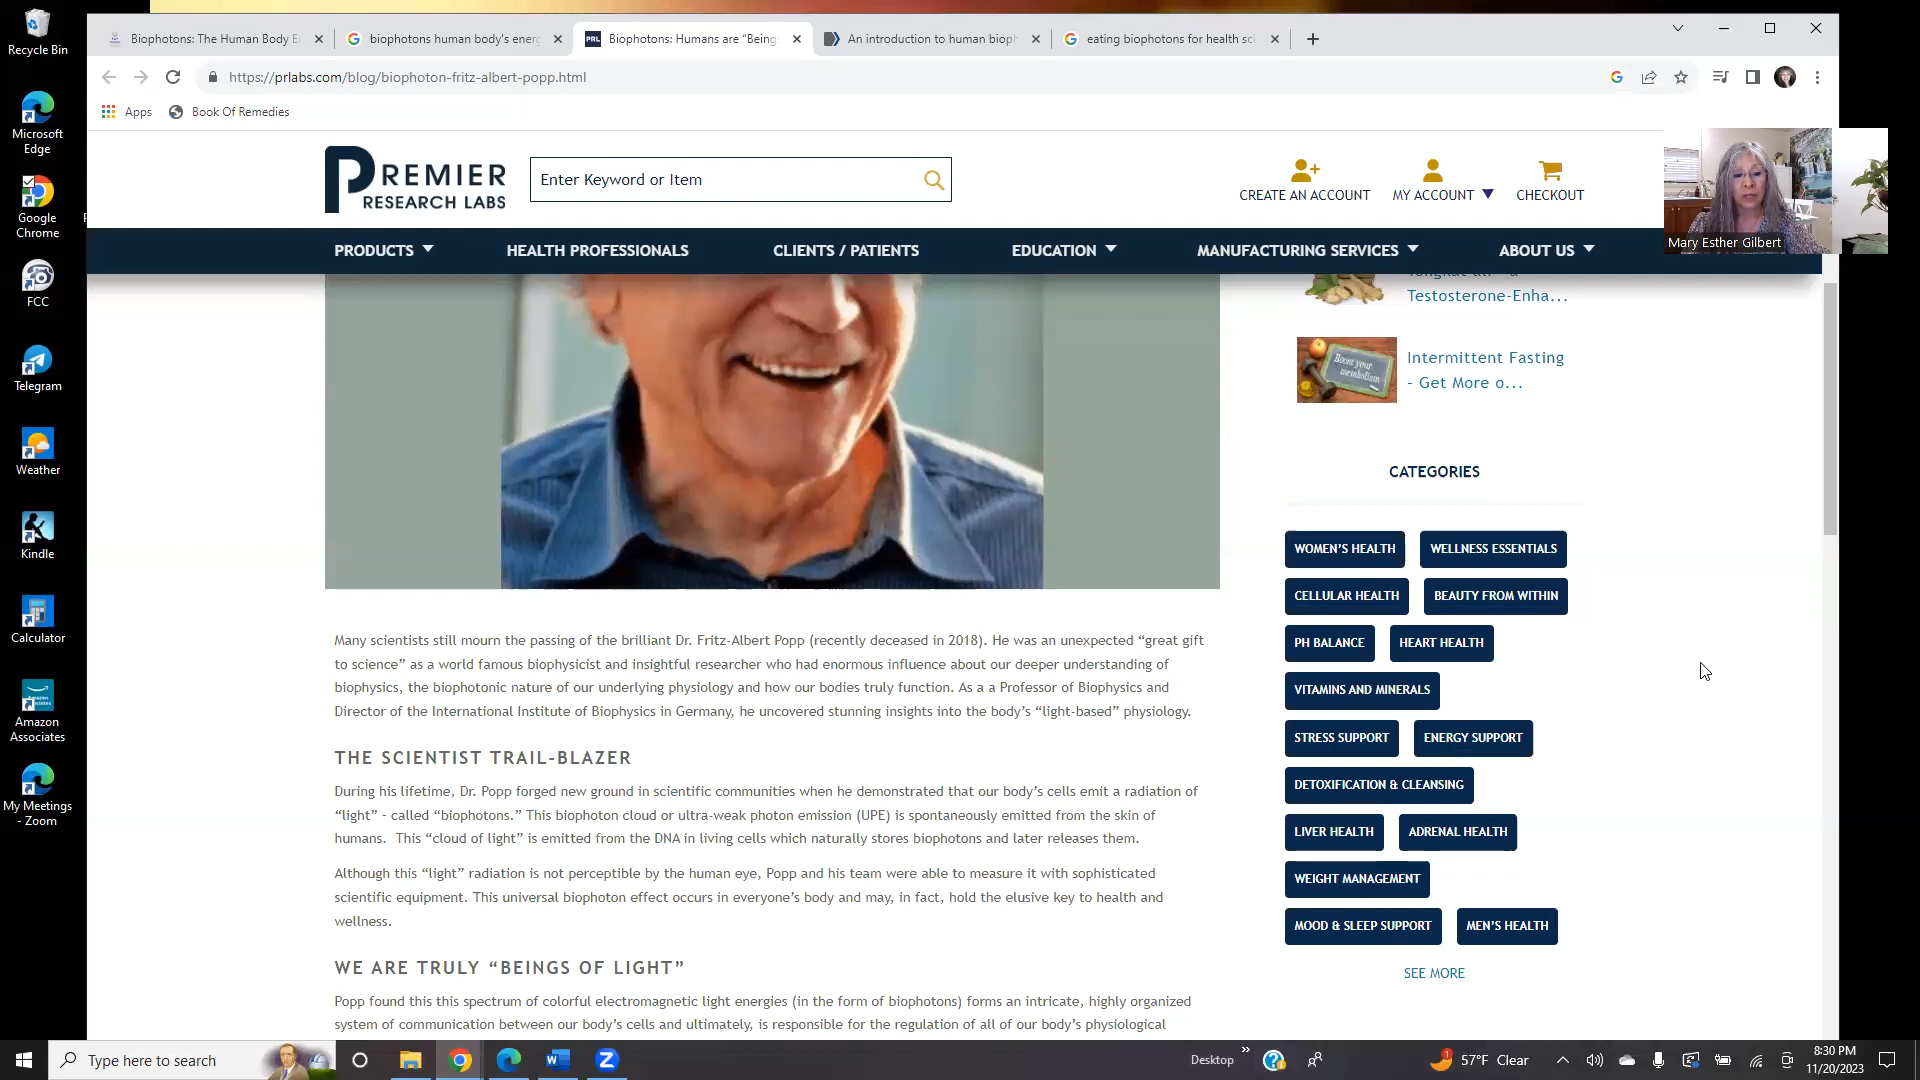 Recycle Bin
Microsoft
Edge
Google
Chrome
FCC
Telegram
Weather
Kindle
Calculator
Amazon
Associates
My Meetings
- Zoom
Biophotons: The Human Body E
biophotons human body's ener
Biophotons: Humans are "Being
An introduction to human bioph
eating biophotons for health sci
https://prlabs.com/blog/biophoton-fritz-albert-popp.html
Apps
Book Of Remedies
PREMIER
RESEARCH LABS
Enter Keyword or Item
CREATE AN ACCOUNT
MY ACCOUNT
CHECKOUT
Mary Esther Gilbert
PRODUCTS
HEALTH PROFESSIONALS
CLIENTS / PATIENTS
EDUCATION
MANUFACTURING SERVICES
ABOUT US
Testosterone-Enha...
Boost your
metabolism
Intermittent Fasting
- Get More o...
CATEGORIES
WOMEN'S HEALTH
WELLNESS ESSENTIALS
CELLULAR HEALTH
BEAUTY FROM WITHIN
PH BALANCE
HEART HEALTH
VITAMINS AND MINERALS
STRESS SUPPORT
ENERGY SUPPORT
DETOXIFICATION & CLEANSING
LIVER HEALTH
ADRENAL HEALTH
WEIGHT MANAGEMENT
MOOD & SLEEP SUPPORT
MEN'S HEALTH
SEE MORE
Many scientists still mourn the passing of the brilliant Dr. Fritz-Albert Popp (recently deceased in 2018). He was an unexpected “great gift
to science” as a world famous biophysicist and insightful researcher who had enormous influence about our deeper understanding of
biophysics, the biophotonic nature of our underlying physiology and how our bodies truly function. As a a Professor of Biophysics and
Director of the International Institute of Biophysics in Germany, he uncovered stunning insights into the body’s “light-based” physiology.
THE SCIENTIST TRAIL-BLAZER
During his lifetime, Dr. Popp forged new ground in scientific communities when he demonstrated that our body’s cells emit a radiation of
“light” - called “biophotons.” This biophoton cloud or ultra-weak photon emission (UPE) is spontaneously emitted from the skin of
humans. This “cloud of light” is emitted from the DNA in living cells which naturally stores biophotons and later releases them.
Although this “light” radiation is not perceptible by the human eye, Popp and his team were able to measure it with sophisticated
scientific equipment. This universal biophoton effect occurs in everyone’s body and may, in fact, hold the elusive key to health and
wellness.
WE ARE TRULY “BEINGS OF LIGHT”
Popp found this this spectrum of colorful electromagnetic light energies (in the form of biophotons) forms an intricate, highly organized
system of communication between our body’s cells and ultimately, is responsible for the regulation of all of our body’s physiological
Type here to search
Desktop
57°F Clear
8:30 PM
11/20/2023